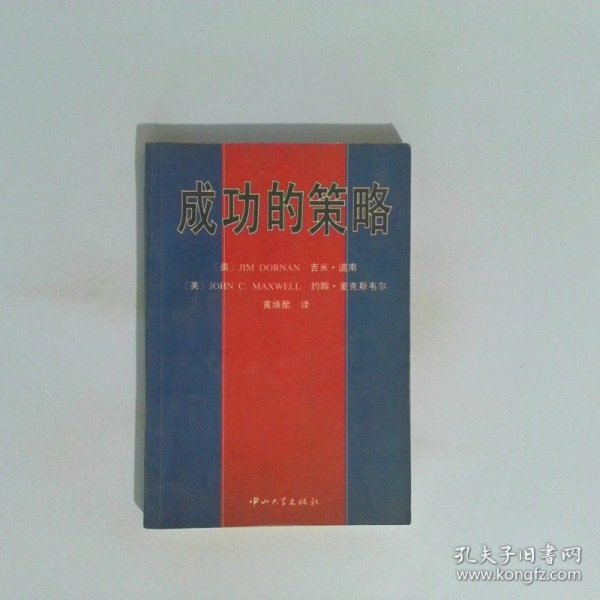 成功的策略
〔美〕JIM DORNAN 吉米·道南
〔美〕JOHN C. MAXWELL 约翰·麦克斯韦尔
黄焕猷 译
中山大学出版社
孔夫子旧书网
www.kongfz.com